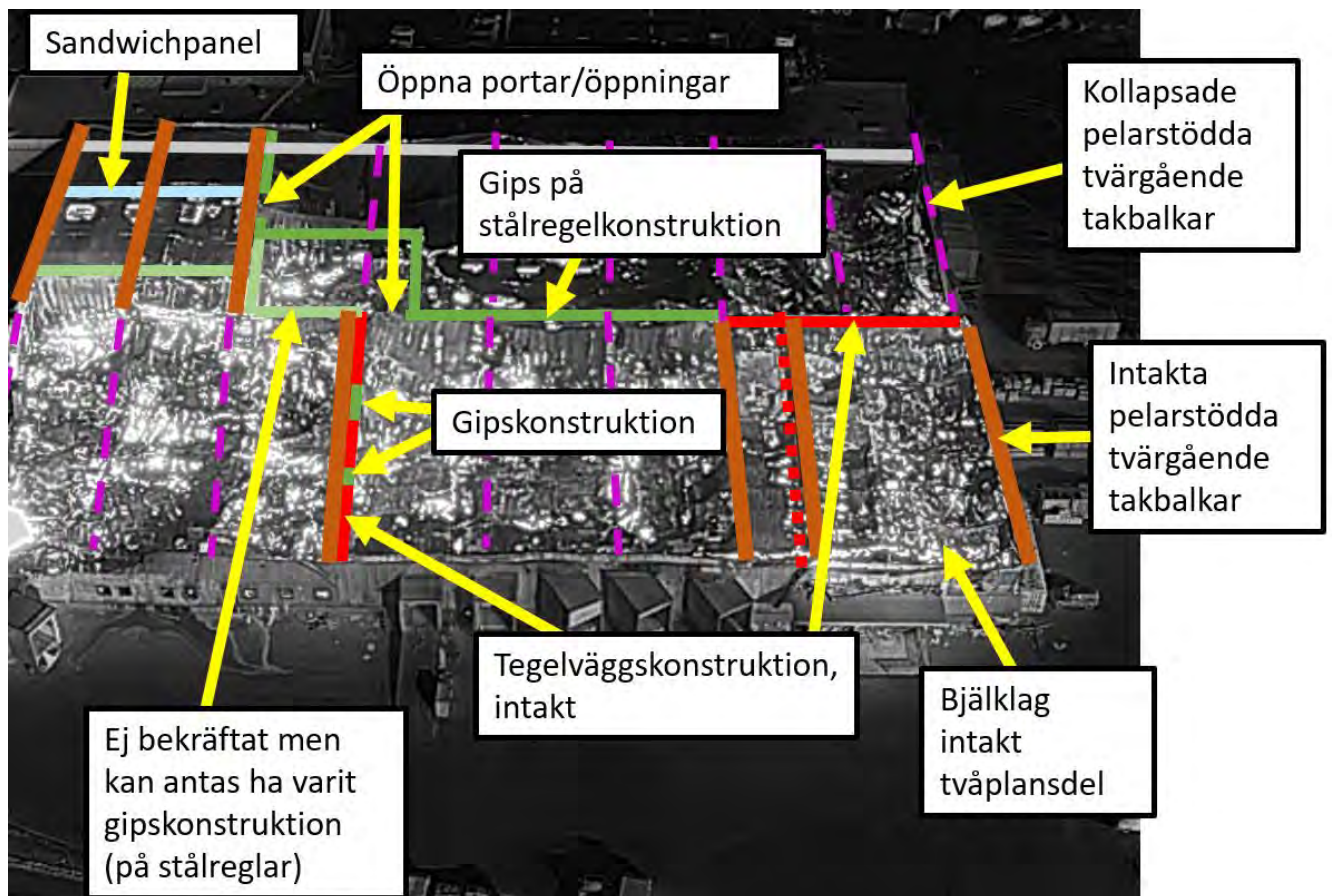 Sandwichpanel
Öppna portar/öppningar
Kollapsade
pelarstödda
tvärgående
takbalkar
Gips på
stålregelkonstruktion
Intakta
pelarstödda
tvärgående
takbalkar
Gipskonstruktion
Tegelväggskonstruktion,
intakt
Bjälklag
intakt
tvåplansdel
Ej bekräftat men
kan antas ha varit
gipskonstruktion
(på stålreglar)